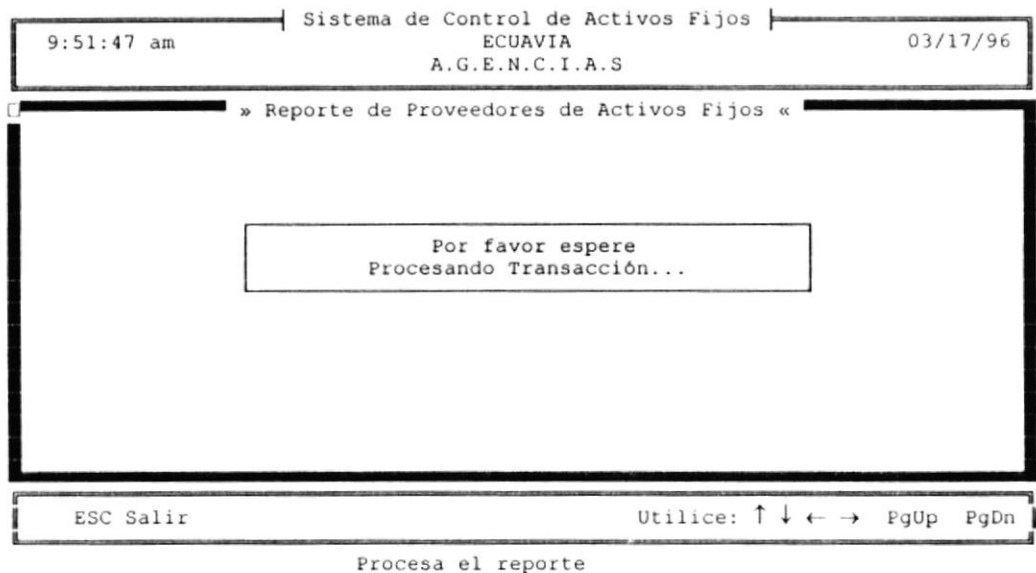 Sistema de Control de Activos Fijos
9:51:47 am ECUAVIA 03/17/96
A.G.E.N.C.I.A.S
» Reporte de Proveedores de Activos Fijos «
Por favor espere
Procesando Transacción...
ESC Salir Utilice: ↑ ↓ ← → PgUp PgDn
Procesa el reporte